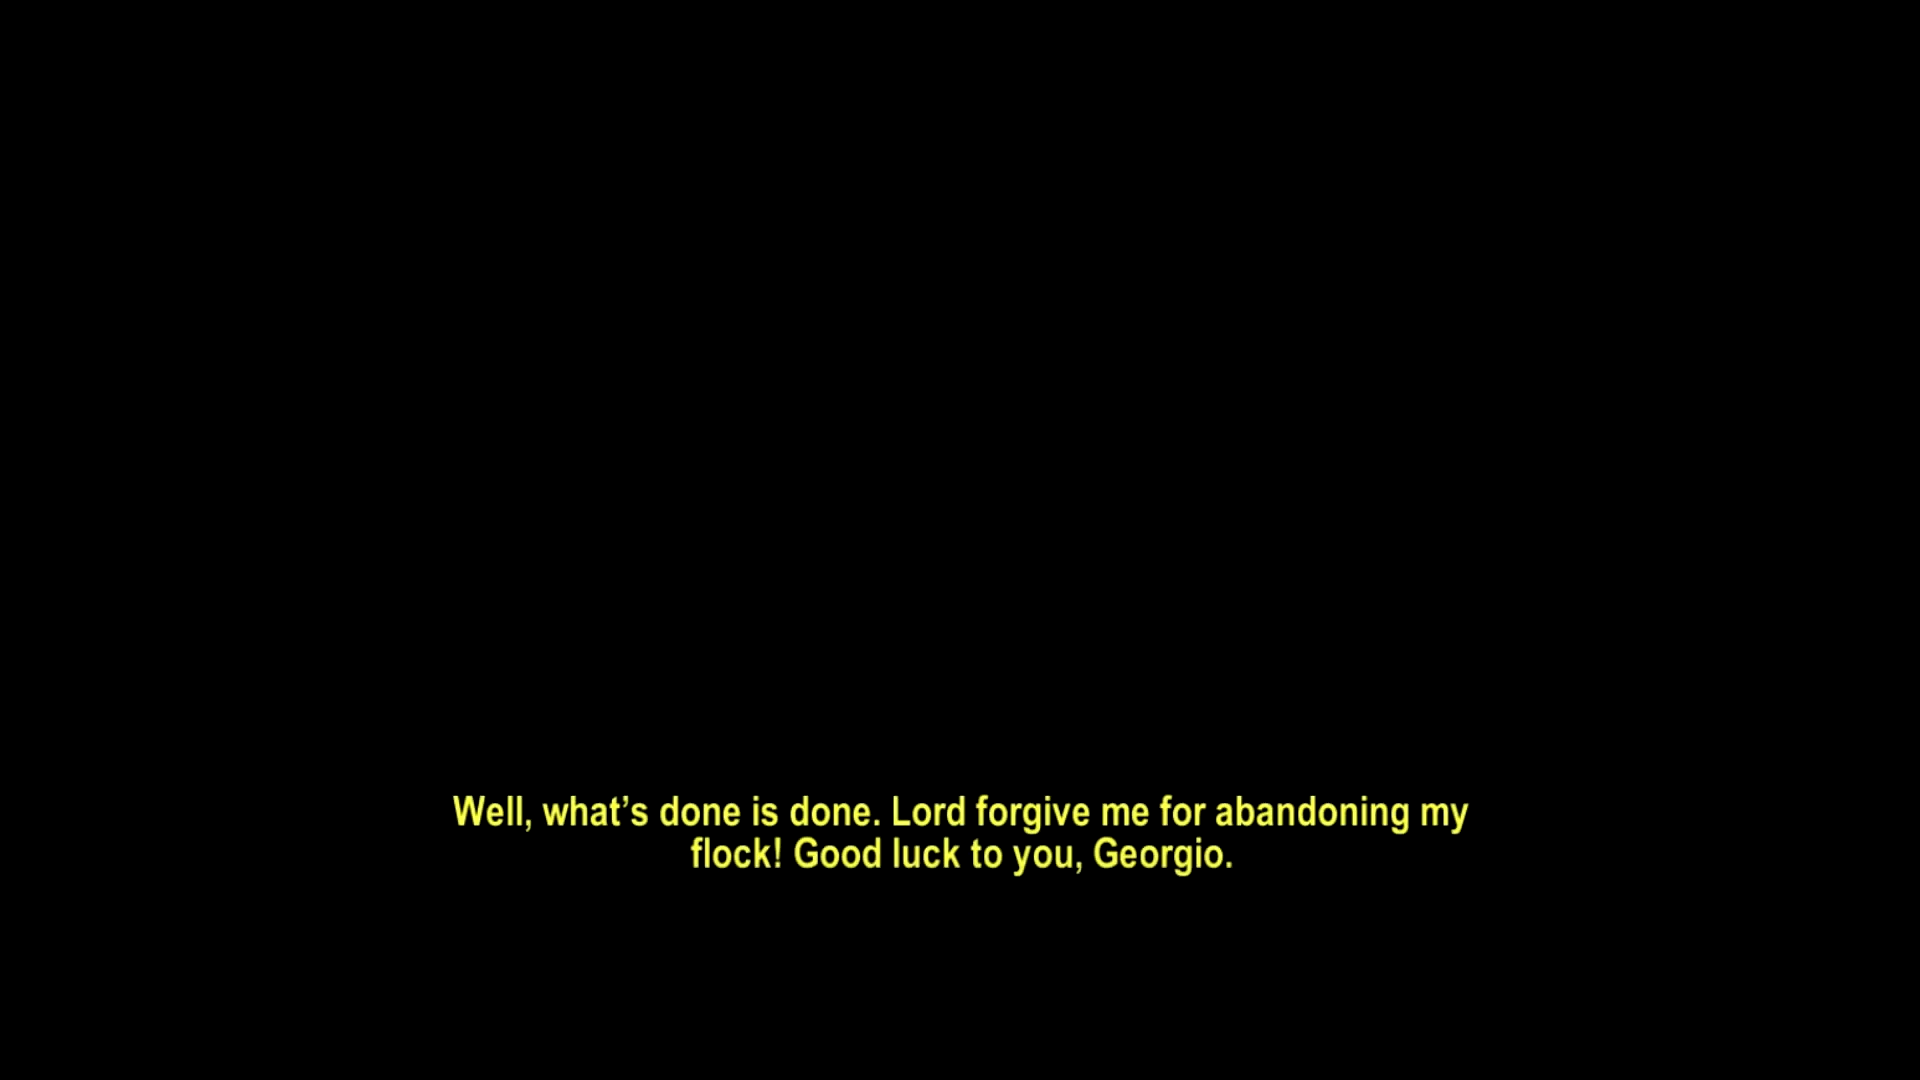 Well, what’s done is done. Lord forgive me for abandoning my
flock! Good luck to you, Georgio.